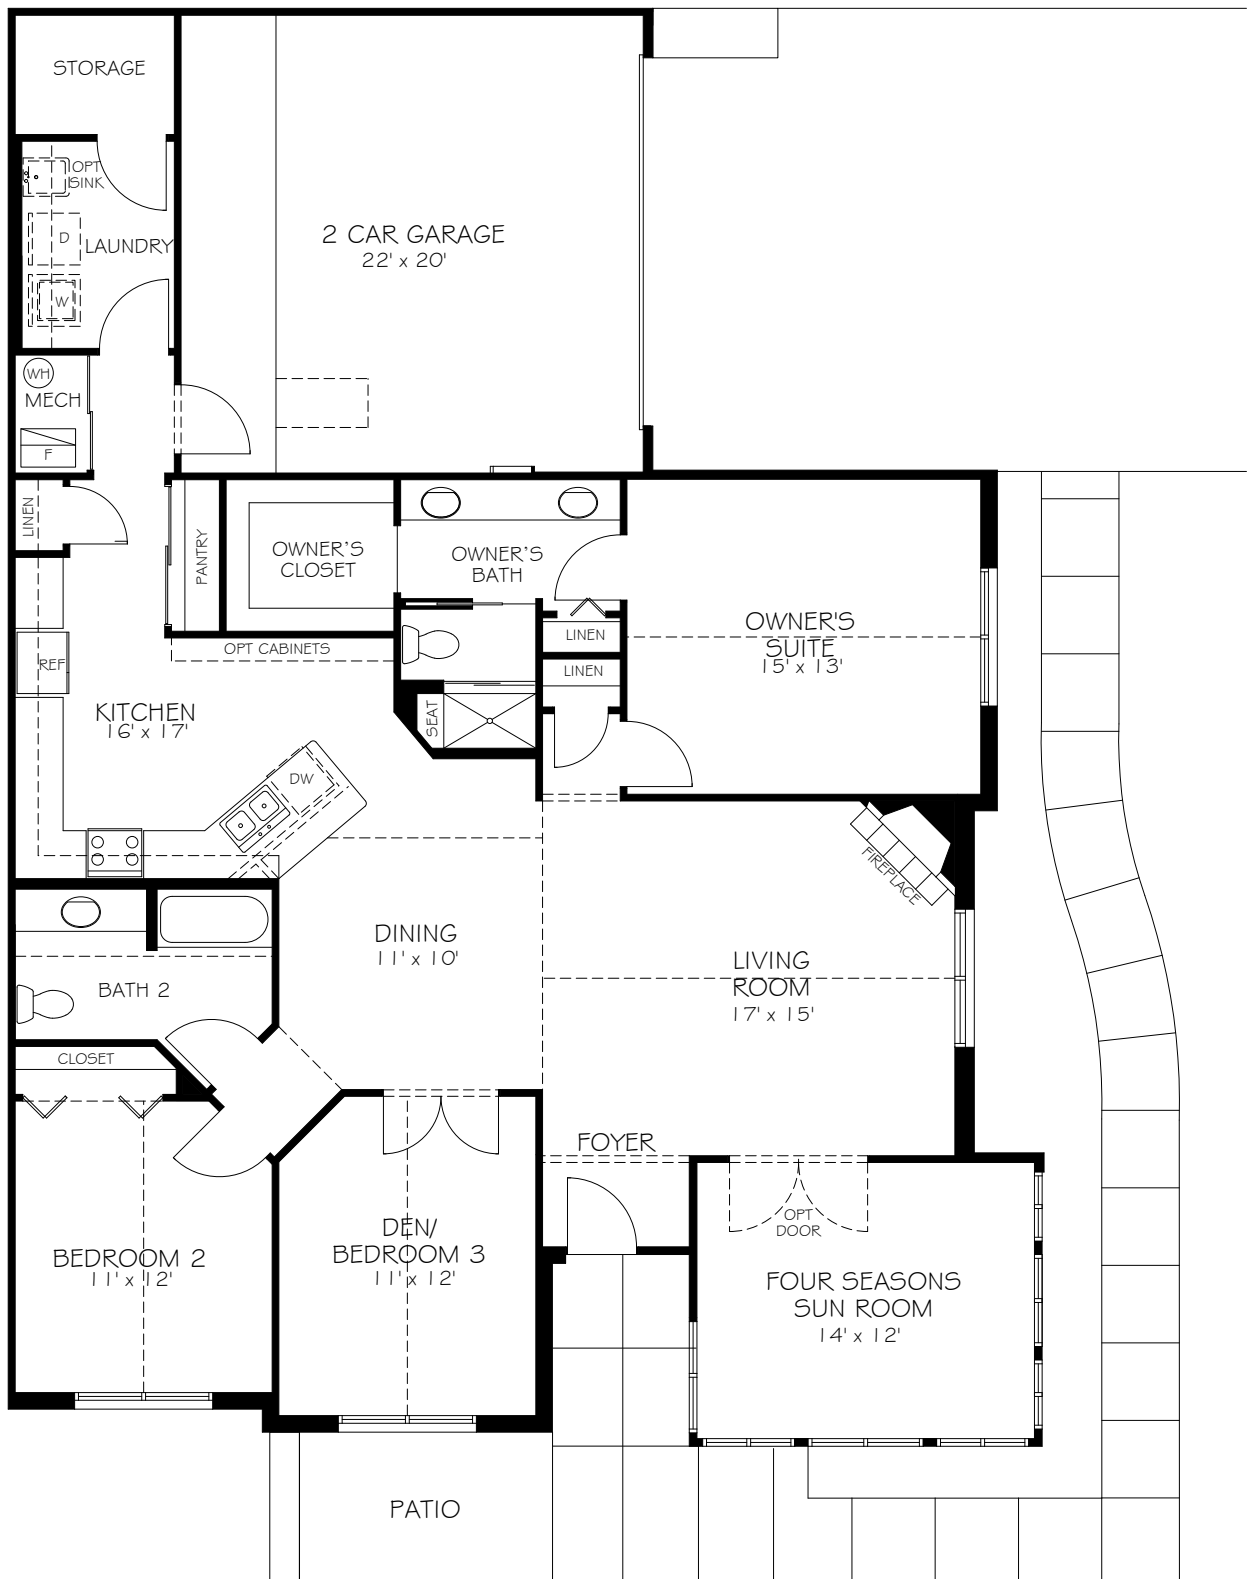 STORAGE
OPT
SINK
D
LAUNDRY
W
2 CAR GARAGE
22' x 20'
WH
MECH
F
LINEN
PANTRY
OWNER'S
CLOSET
OWNER'S
BATH
LINEN
LINEN
OWNER'S
SUITE
15' x 13'
OPT CABINETS
REF
KITCHEN
16' x 17'
SEAT
DW
FIREPLACE
DINING
11' x 10'
LIVING
ROOM
17' x 15'
BATH 2
CLOSET
FOYER
OPT
DOOR
BEDROOM 2
11' x 12'
DEN/
BEDROOM 3
11' x 12'
FOUR SEASONS
SUN ROOM
14' x 12'
PATIO